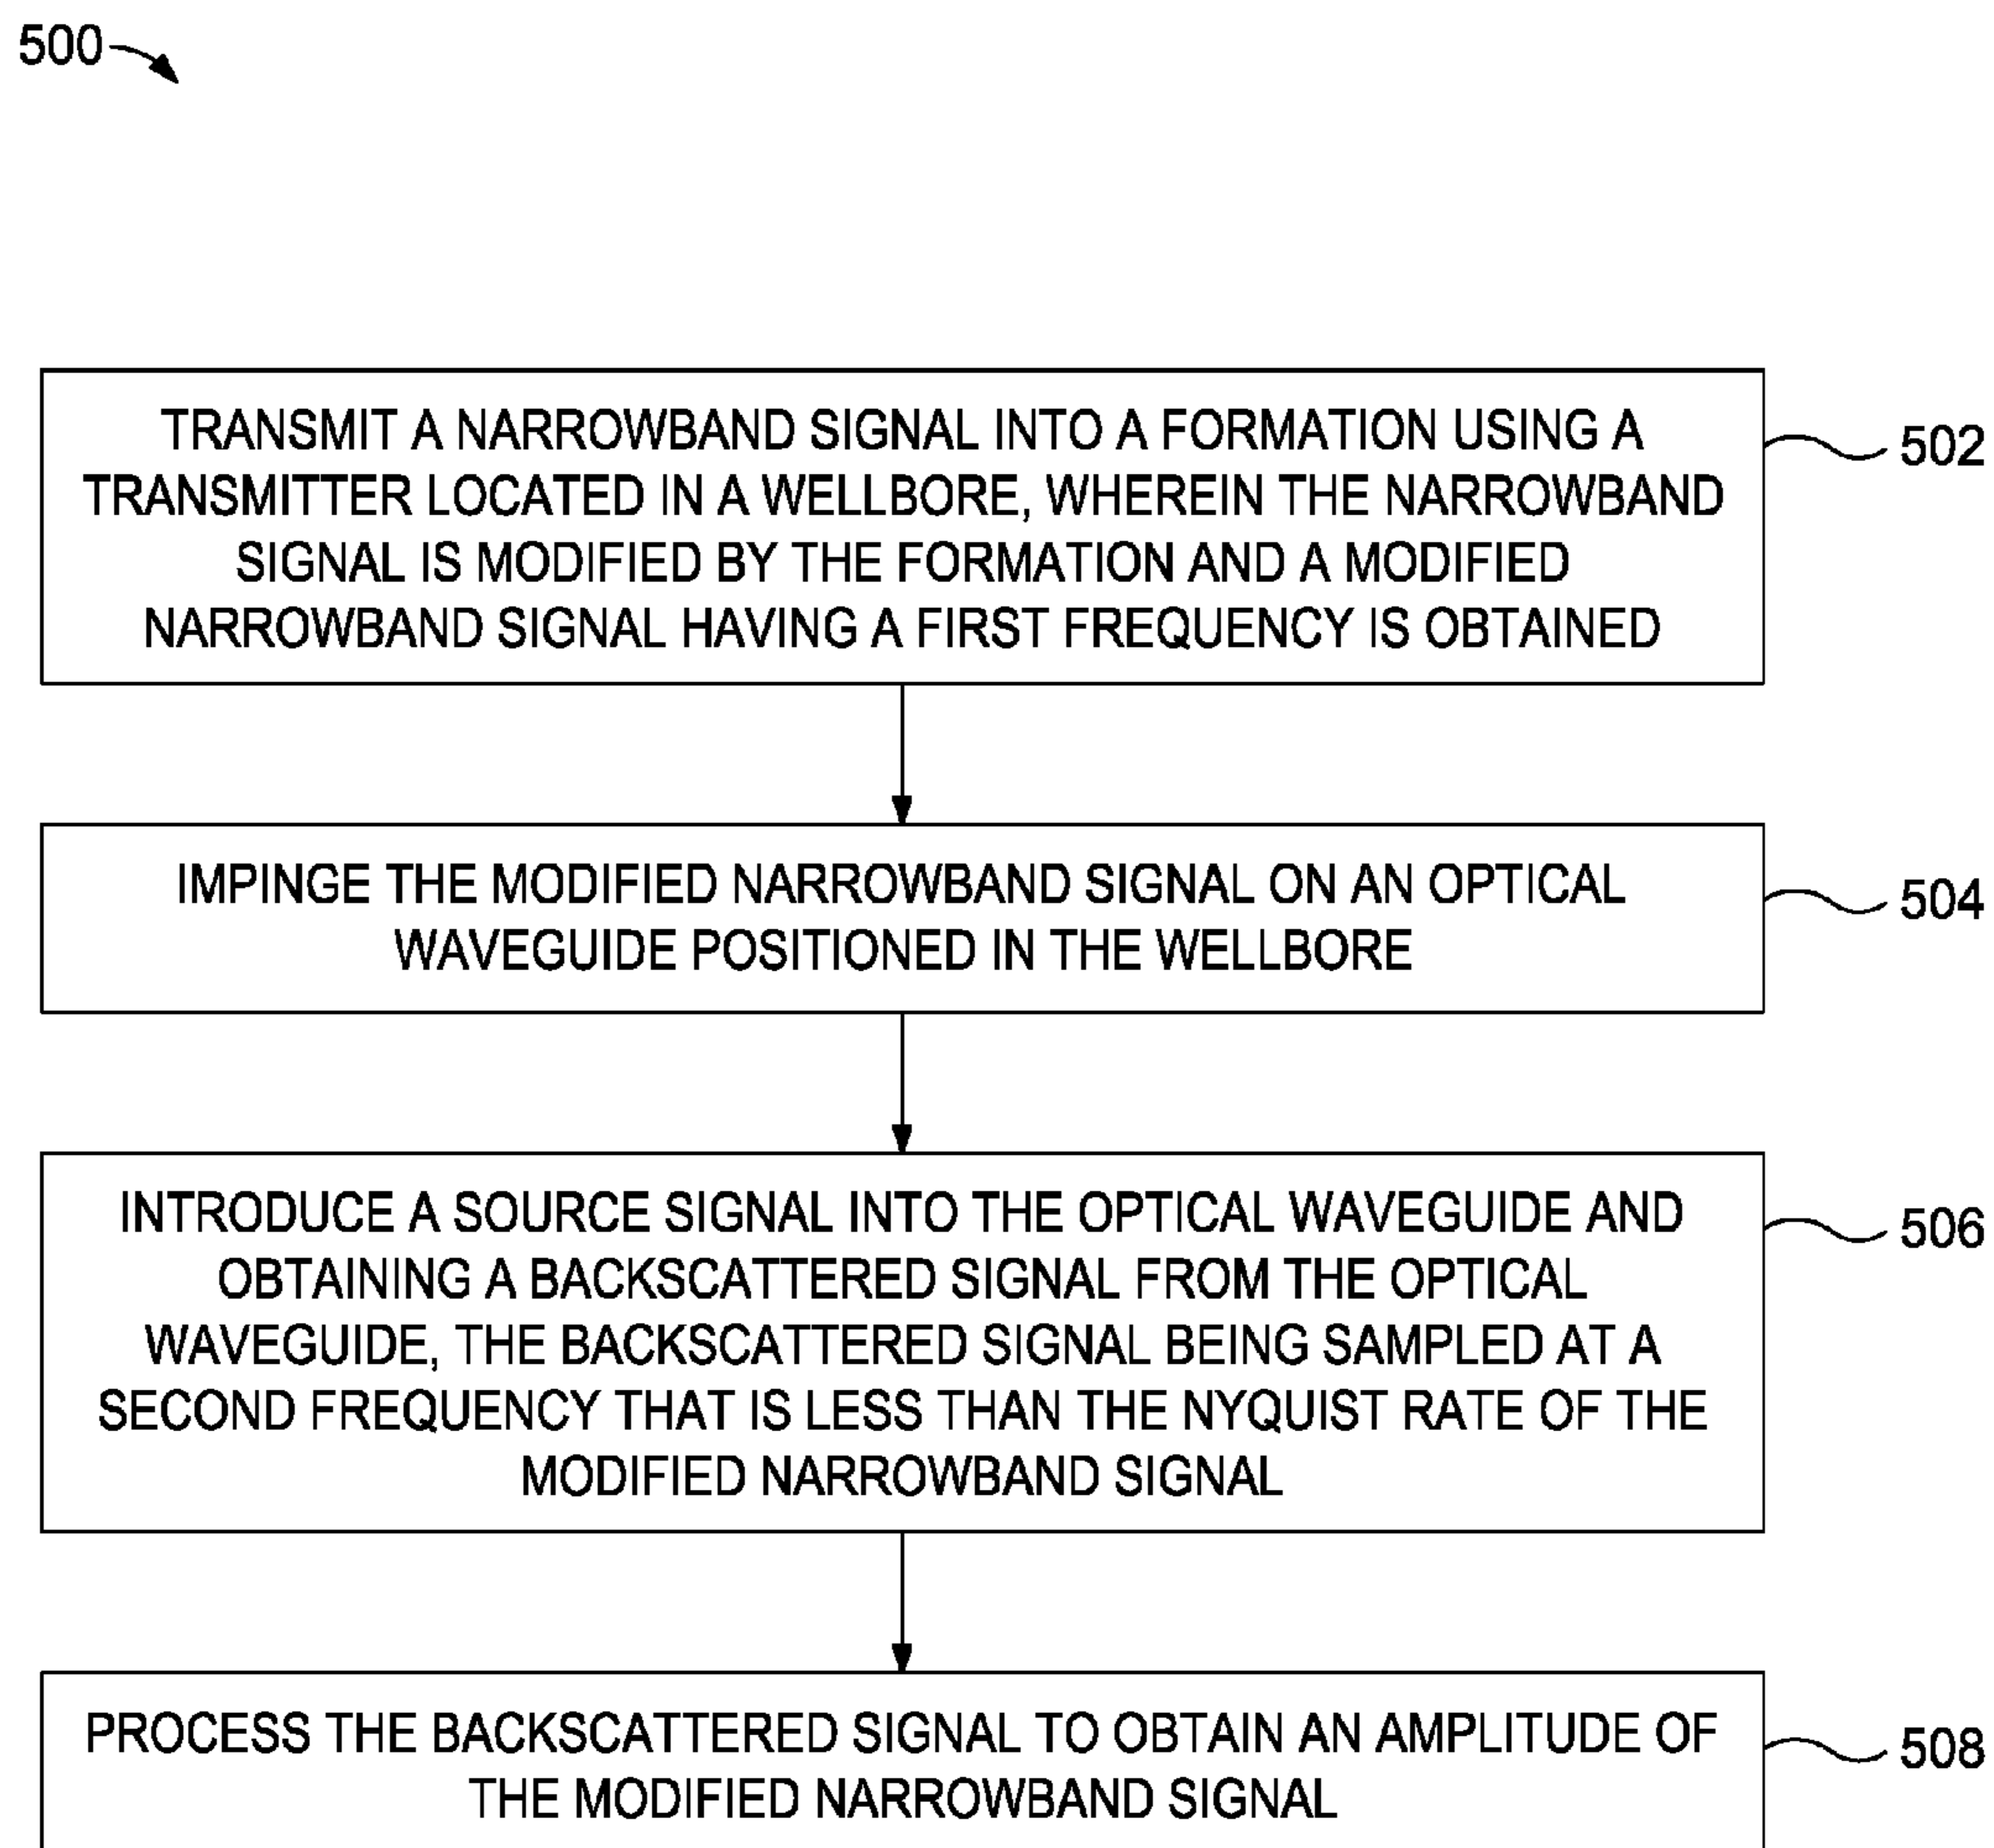 500
TRANSMIT A NARROWBAND SIGNAL INTO A FORMATION USING A
TRANSMITTER LOCATED IN A WELLBORE, WHEREIN THE NARROWBAND
SIGNAL IS MODIFIED BY THE FORMATION AND A MODIFIED
NARROWBAND SIGNAL HAVING A FIRST FREQUENCY IS OBTAINED
502
IMPINGE THE MODIFIED NARROWBAND SIGNAL ON AN OPTICAL
WAVEGUIDE POSITIONED IN THE WELLBORE
504
INTRODUCE A SOURCE SIGNAL INTO THE OPTICAL WAVEGUIDE AND
OBTAINING A BACKSCATTERED SIGNAL FROM THE OPTICAL
WAVEGUIDE, THE BACKSCATTERED SIGNAL BEING SAMPLED AT A
SECOND FREQUENCY THAT IS LESS THAN THE NYQUIST RATE OF THE
MODIFIED NARROWBAND SIGNAL
506
PROCESS THE BACKSCATTERED SIGNAL TO OBTAIN AN AMPLITUDE OF
THE MODIFIED NARROWBAND SIGNAL
508